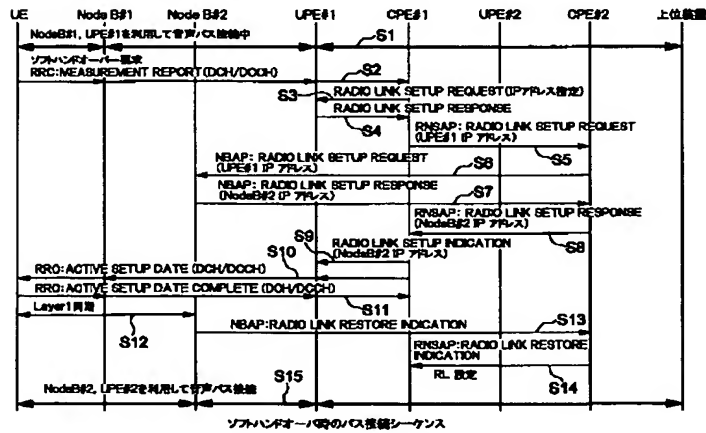 UE NodeB#1 NodeB#2 UPE#1 CPE#1 UPE#2 CPE#2 上位装置
NodeB#1, UPE#1を利用して音声パス接続中
S1
ソフトハンドオーバー要求
RRC:MEASUREMENT REPORT (DCH/DCCH)
S2
S3
RADIO LINK SETUP REQUEST(IPアドレス指定)
RADIO LINK SETUP RESPONSE
S4
RNSAP: RADIO LINK SETUP REQUEST
(UPE#1 IP アドレス)
S5
NBAP: RADIO LINK SETUP REQUEST
(UPE#1 IP アドレス)
S6
NBAP: RADIO LINK SETUP RESPONSE
(NodeB#2 IP アドレス)
S7
RNSAP: RADIO LINK SETUP RESPONSE
(NodeB#2 IP アドレス)
S8
S9
RADIO LINK SETUP INDICATION
(NodeB#2 IP アドレス)
S10
RRC:ACTIVE SETUP DATE (DCH/DCCH)
RRC:ACTIVE SETUP DATE COMPLETE (DCH/DCCH)
S11
Layer1同期
S12
NBAP:RADIO LINK RESTORE INDICATION
S13
RNSAP:RADIO LINK RESTORE
INDICATION
RL 設定
S14
S15
NodeB#2, UPE#2を利用して音声パス接続
ソフトハンドオーバ時のパス接続シーケンス